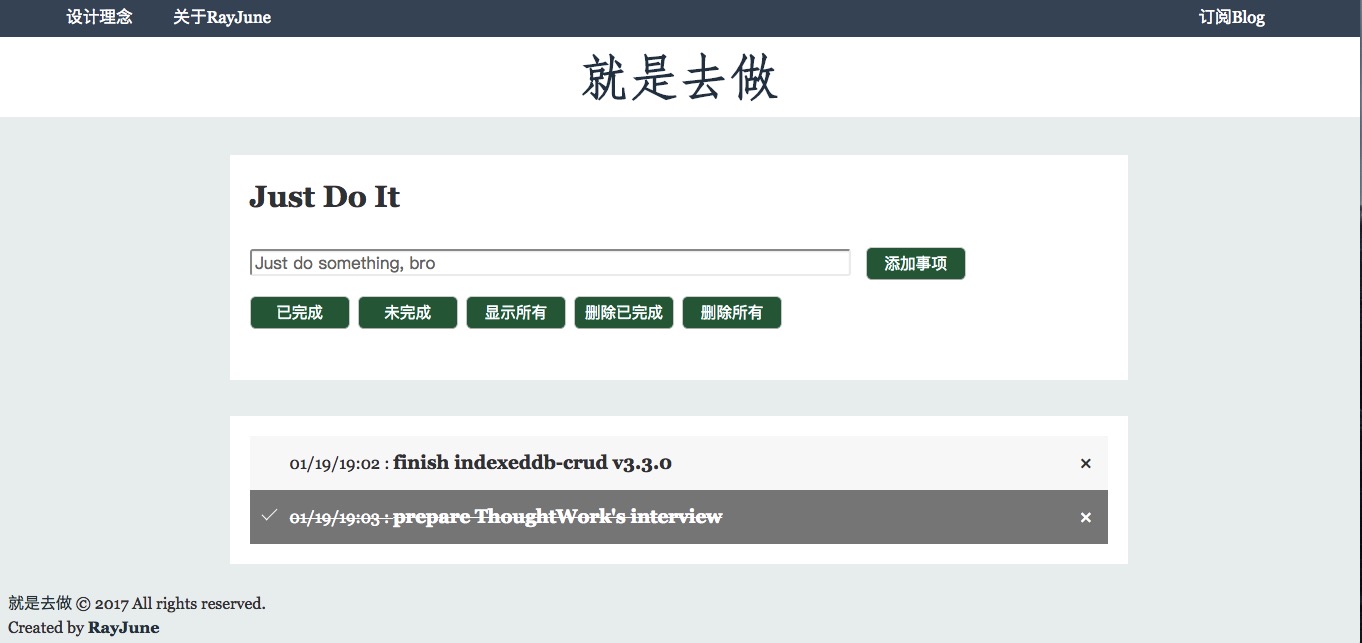 设计理念 关于RayJune 订阅Blog
就是去做
Just Do It
Just do something, bro 添加事项
已完成 未完成 显示所有 删除已完成 删除所有
01/19/19:02 : finish indexeddb-crud v3.3.0 ×
01/19/19:03 : prepare ThoughtWork's interview ×
就是去做 © 2017 All rights reserved.
Created by RayJune